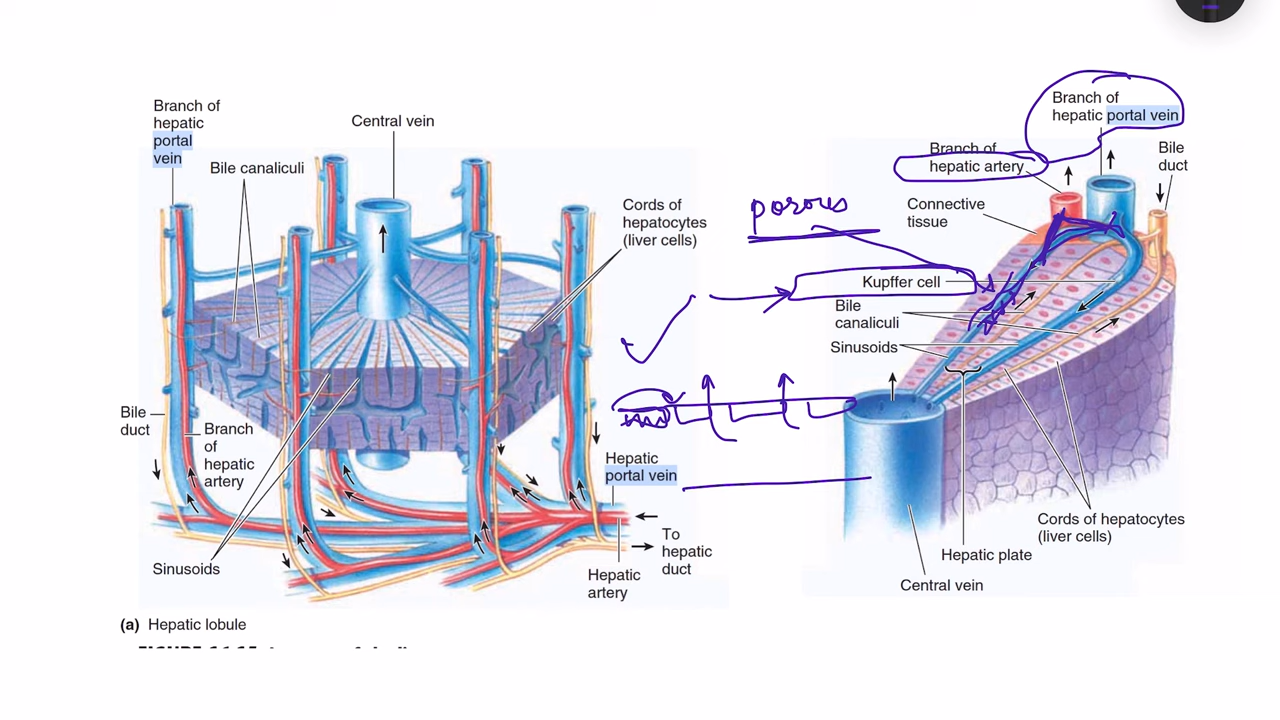 Branch of
hepatic
portal
vein
Bile canaliculi
Central vein
Cords of
hepatocytes
(liver cells)
Bile
duct
Branch
of
hepatic
artery
Sinusoids
Hepatic
portal vein
To
hepatic
duct
Hepatic
artery
(a) Hepatic lobule
Branch of
hepatic portal vein
Branch of
hepatic artery
Bile
duct
Connective
tissue
porous
Kupffer cell
Bile
canaliculi
Sinusoids
Cords of hepatocytes
(liver cells)
Hepatic plate
Central vein